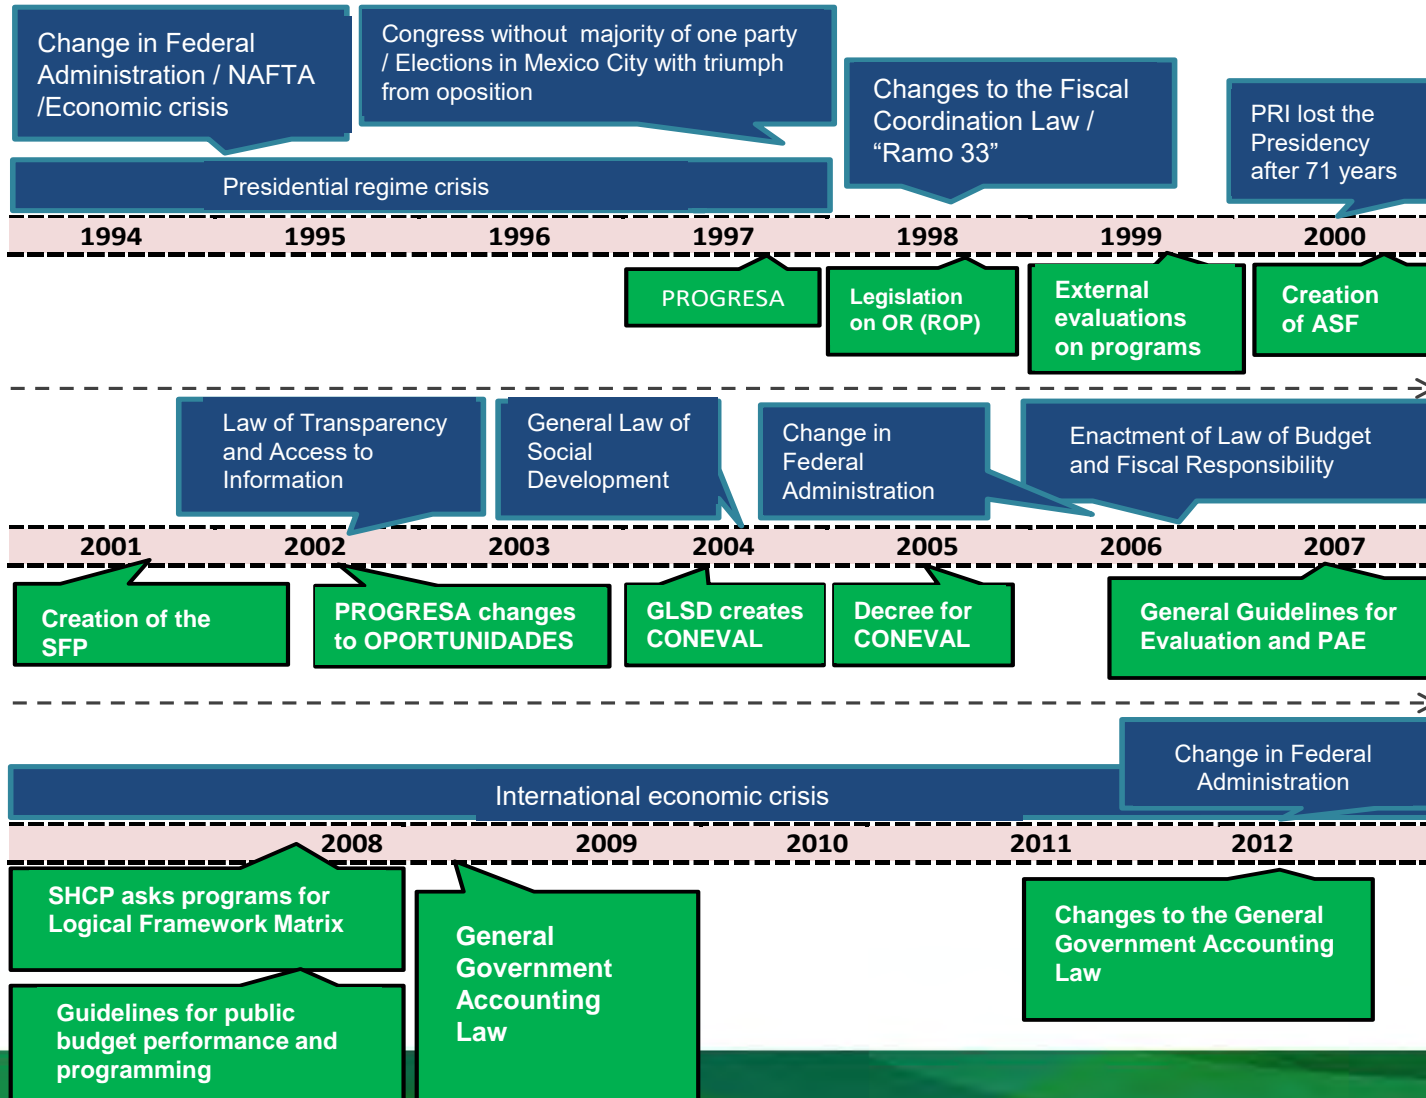 Change in Federal
Administration / NAFTA
/Economic crisis
Congress without majority of one party
/ Elections in Mexico City with triumph
from oposition
Changes to the Fiscal
Coordination Law /
“Ramo 33”
PRI lost the
Presidency
after 71 years
Presidential regime crisis
1994 1995 1996 1997 1998 1999 2000
PROGRESA
Legislation
on OR (ROP)
External
evaluations
on programs
Creation
of ASF
Law of Transparency
and Access to
Information
General Law of
Social
Development
Change in
Federal
Administration
Enactment of Law of Budget
and Fiscal Responsibility
2001 2002 2003 2004 2005 2006 2007
Creation of the
SFP
PROGRESA changes
to OPORTUNIDADES
GLSD creates
CONEVAL
Decree for
CONEVAL
General Guidelines for
Evaluation and PAE
Change in Federal
Administration
International economic crisis
2008 2009 2010 2011 2012
SHCP asks programs for
Logical Framework Matrix
Guidelines for public
budget performance and
programming
General
Government
Accounting
Law
Changes to the General
Government Accounting
Law